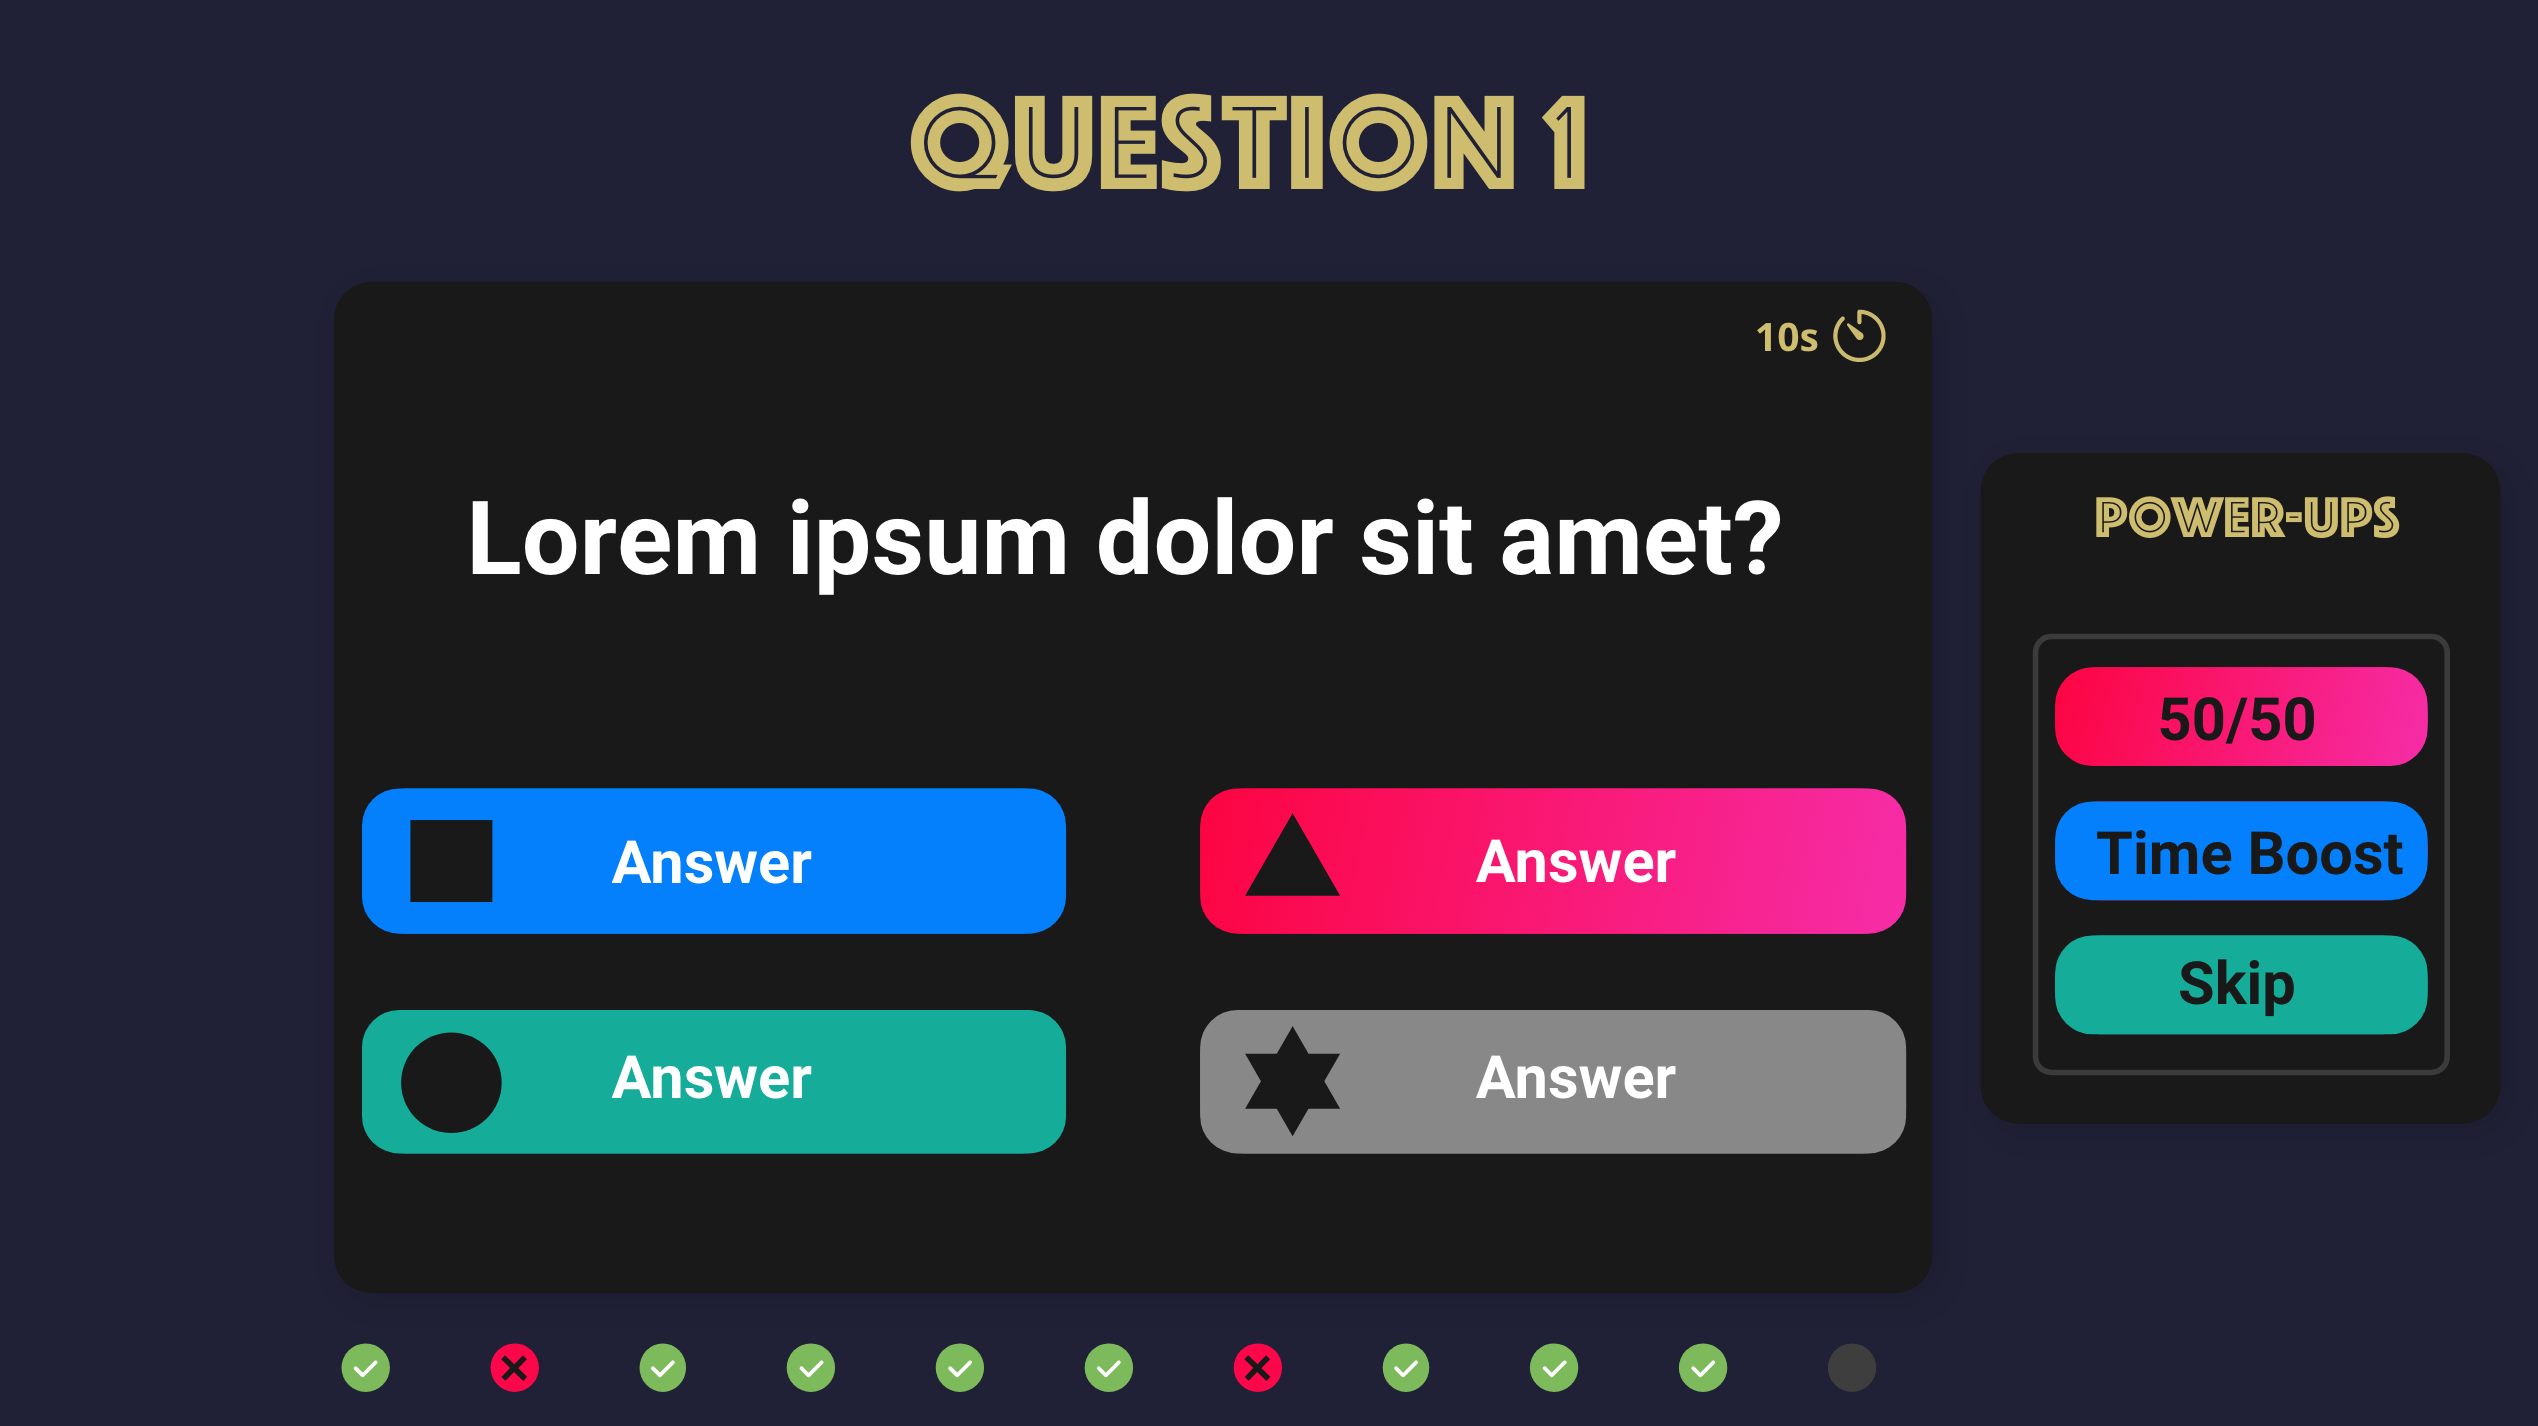 QUESTION 1
10s
Lorem ipsum dolor sit amet?
Answer
Answer
Answer
Answer
POWER-UPS
50/50
Time Boost
Skip